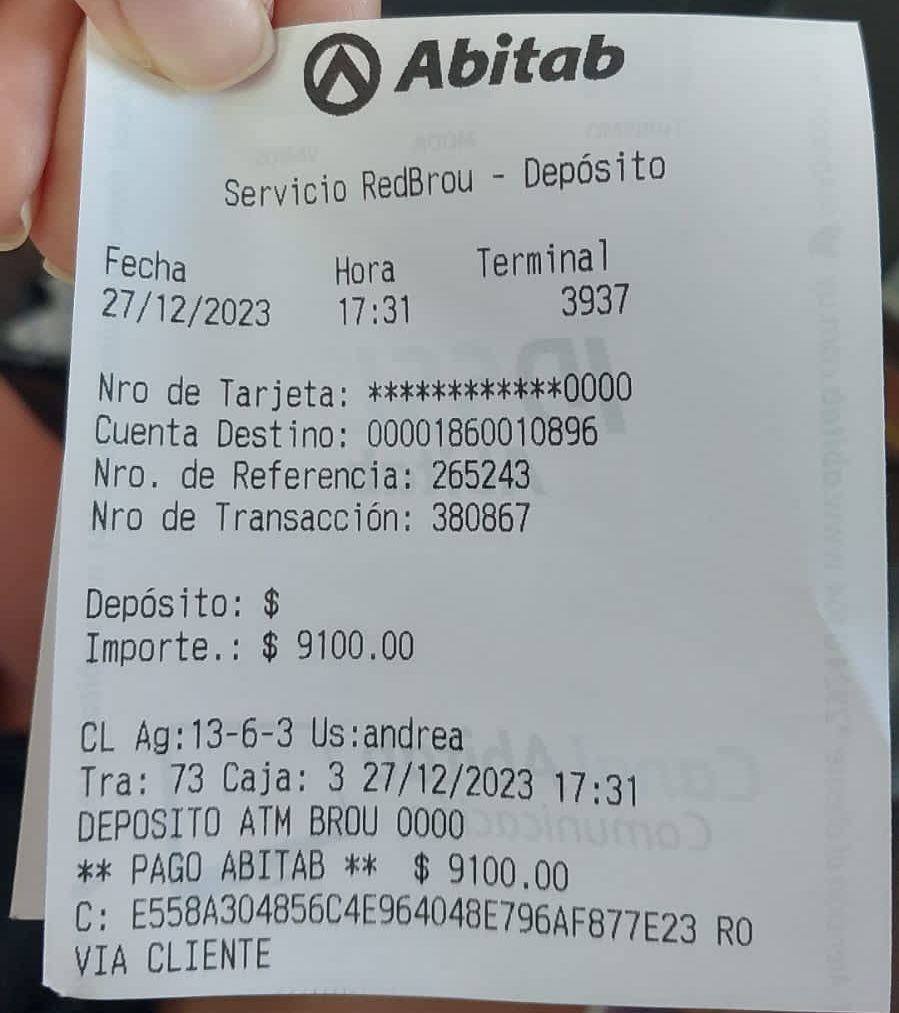 Abitab
Servicio RedBrou - Depósito
Fecha Hora Terminal
27/12/2023 17:31 3937
Nro de Tarjeta: ************0000
Cuenta Destino: 00001860010896
Nro. de Referencia: 265243
Nro de Transacción: 380867
Depósito: $
Importe.: $ 9100.00
CL Ag:13-6-3 Us:andrea
Tra: 73 Caja: 3 27/12/2023 17:31
DEPOSITO ATM BROU 0000
** PAGO ABITAB ** $ 9100.00
C: E558A304856C4E964048E796AF877E23 RO
VIA CLIENTE